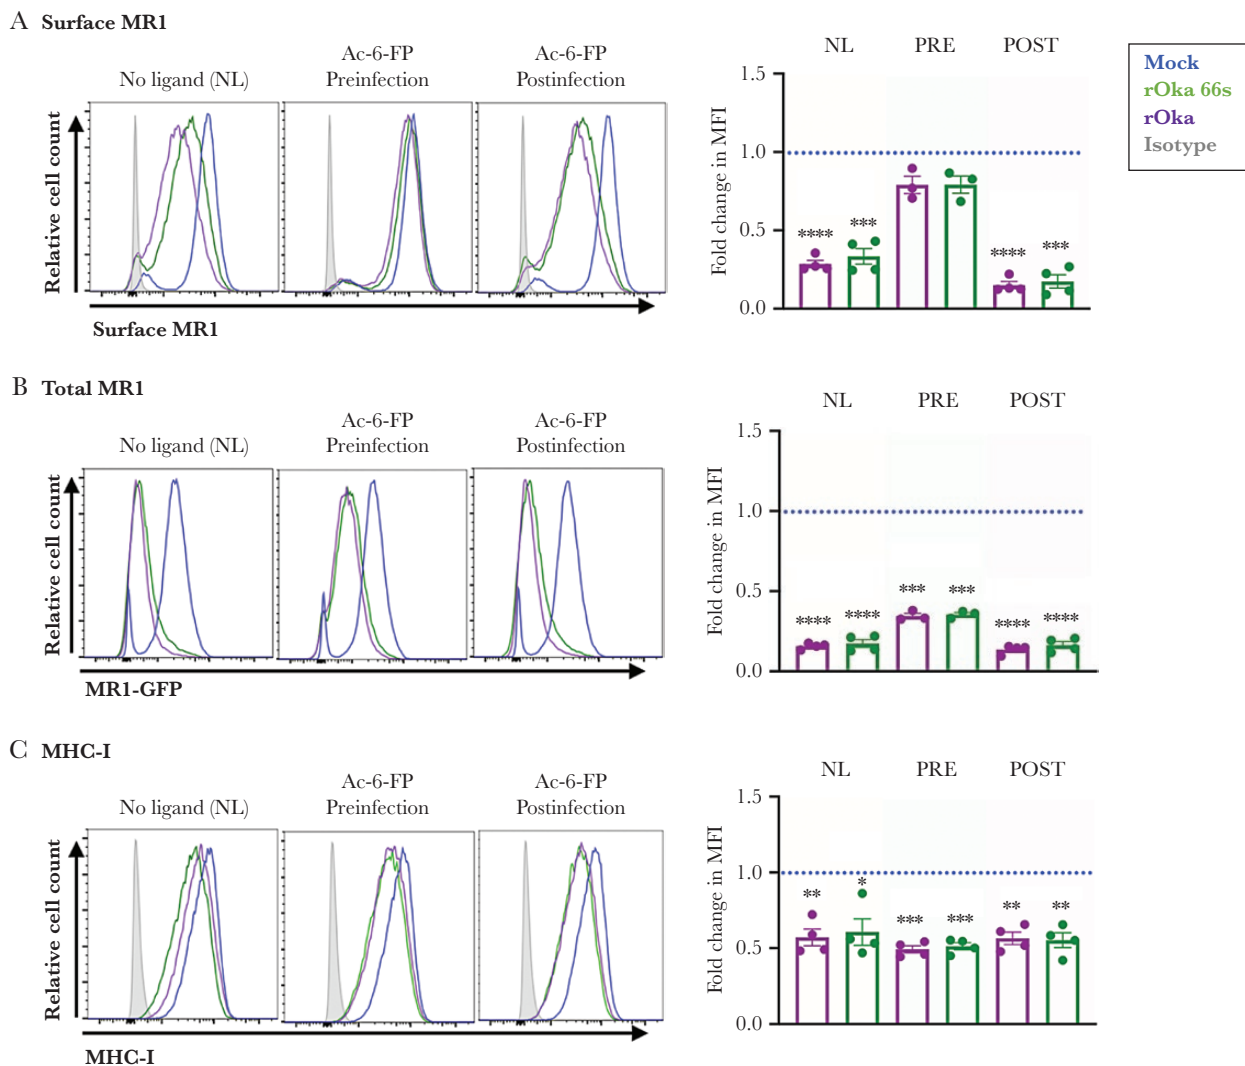 A Surface MR1
No ligand (NL)
Ac-6-FP
Preinfection
Ac-6-FP
Postinfection
Relative cell count
Surface MR1
NL PRE POST
Fold change in MFI
1.5
1.0
0.5
0.0
**** ***
**** ***
Mock
rOka 66s
rOka
Isotype
B Total MR1
No ligand (NL)
Ac-6-FP
Preinfection
Ac-6-FP
Postinfection
Relative cell count
MR1-GFP
NL PRE POST
Fold change in MFI
1.5
1.0
0.5
0.0
**** ****
*** ***
**** ****
C MHC-I
No ligand (NL)
Ac-6-FP
Preinfection
Ac-6-FP
Postinfection
Relative cell count
MHC-I
NL PRE POST
Fold change in MFI
1.5
1.0
0.5
0.0
** *
*** ***
** **